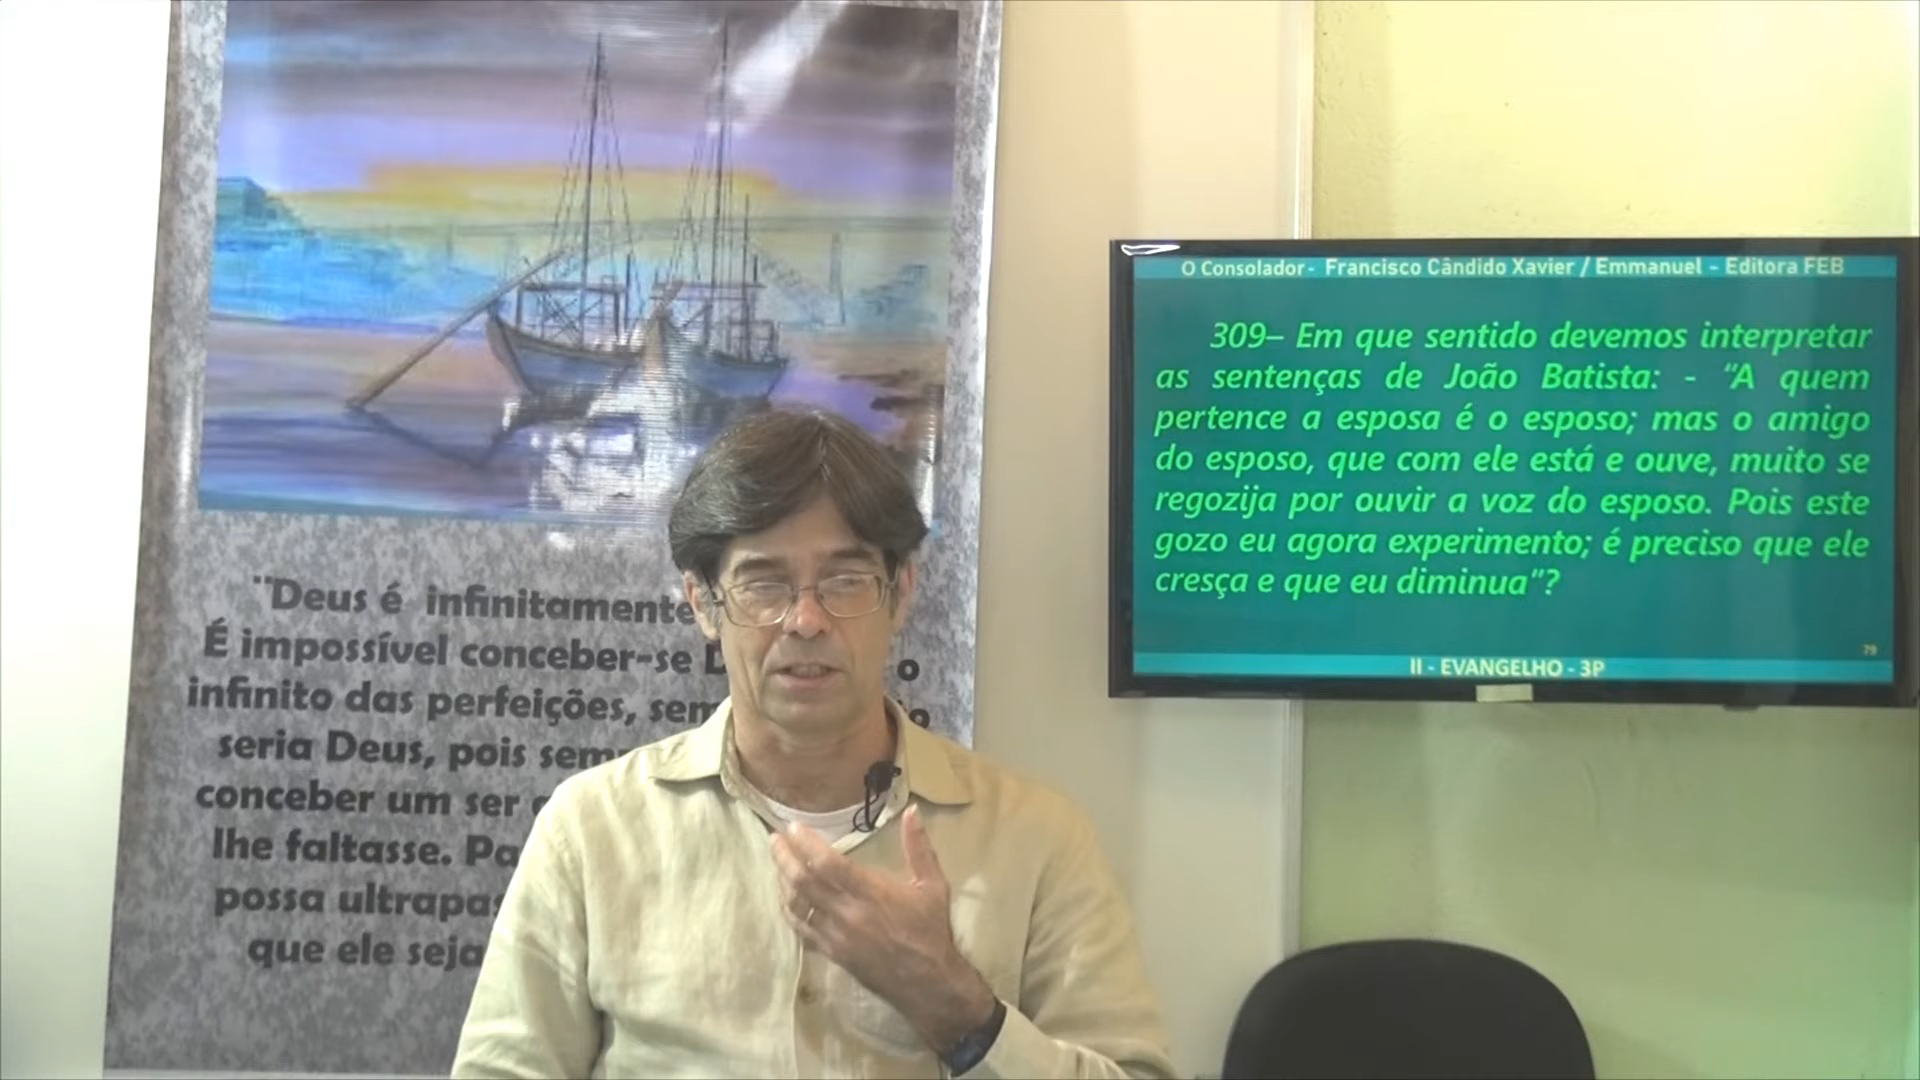 ¨Deus é infinitamente
É impossível conceber-se
infinito das perfeições, sem
seria Deus, pois sem
conceber um ser
lhe faltasse.
possa ultrapas
que ele seja
O Consolador - Francisco Cândido Xavier / Emmanuel - Editora FEB
309– Em que sentido devemos interpretar
as sentenças de João Batista: - "A quem
pertence a esposa é o esposo; mas o amigo
do esposo, que com ele está e ouve, muito se
regozija por ouvir a voz do esposo. Pois este
gozo eu agora experimento; é preciso que ele
cresça e que eu diminua"?
79
II - EVANGELHO - 3P